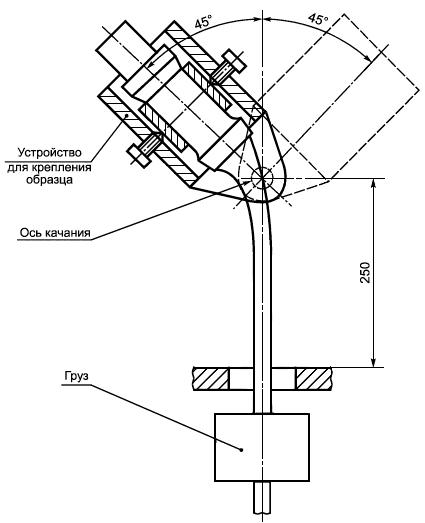 45°
45°
Устройство
для крепления
образца
Ось качания
250
Груз